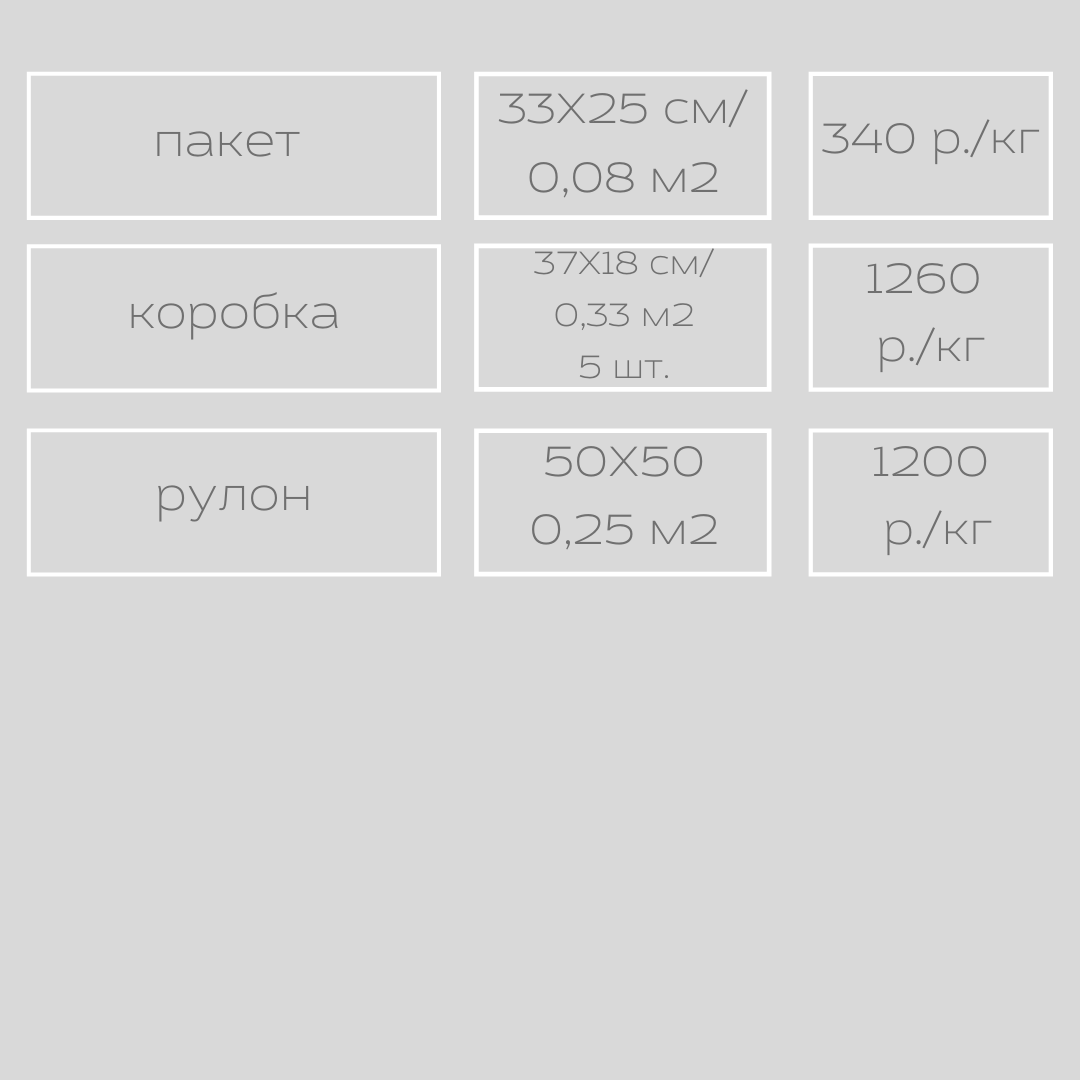 пакет
33X25 см/
0,08 м2
340 р./кг
коробка
37X18 см/
0,33 м2
5 шт.
1260
р./кг
рулон
50X50
0,25 м2
1200
р./кг